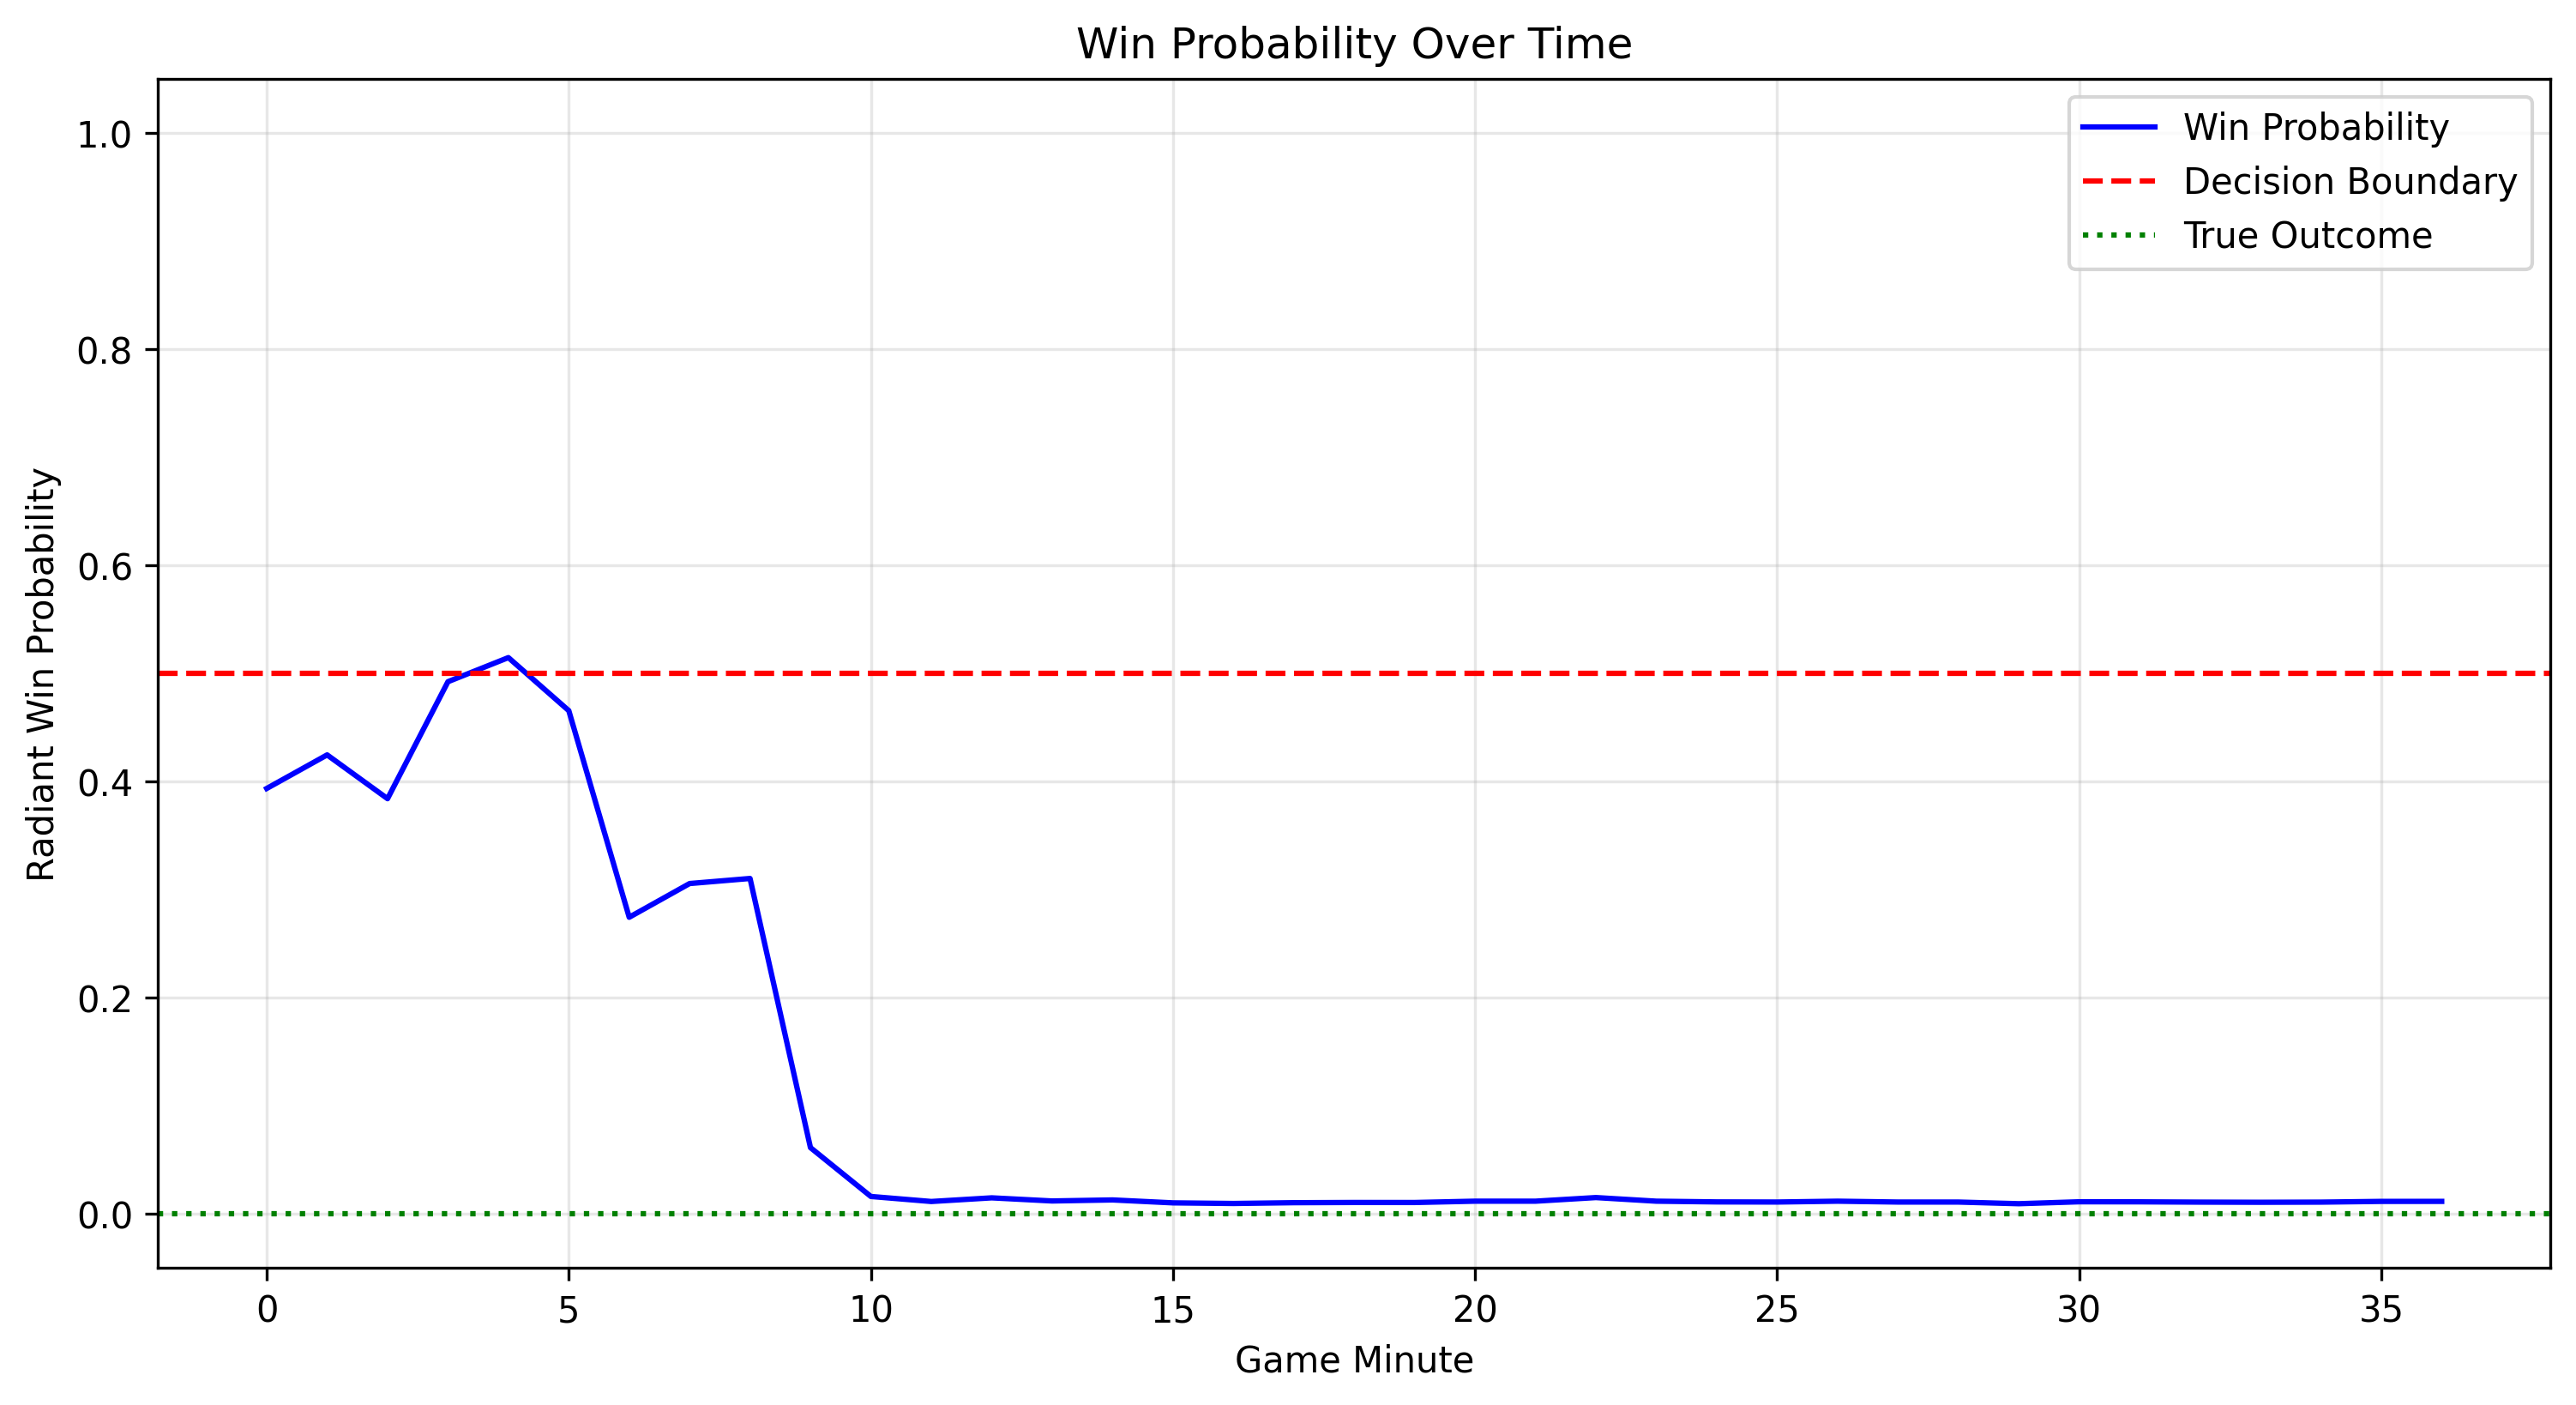 Win Probability Over Time
Win Probability
Decision Boundary
True Outcome
Radiant Win Probability
1.0
0.8
0.6
0.4
0.2
0.0
0 5 10 15 20 25 30 35
Game Minute